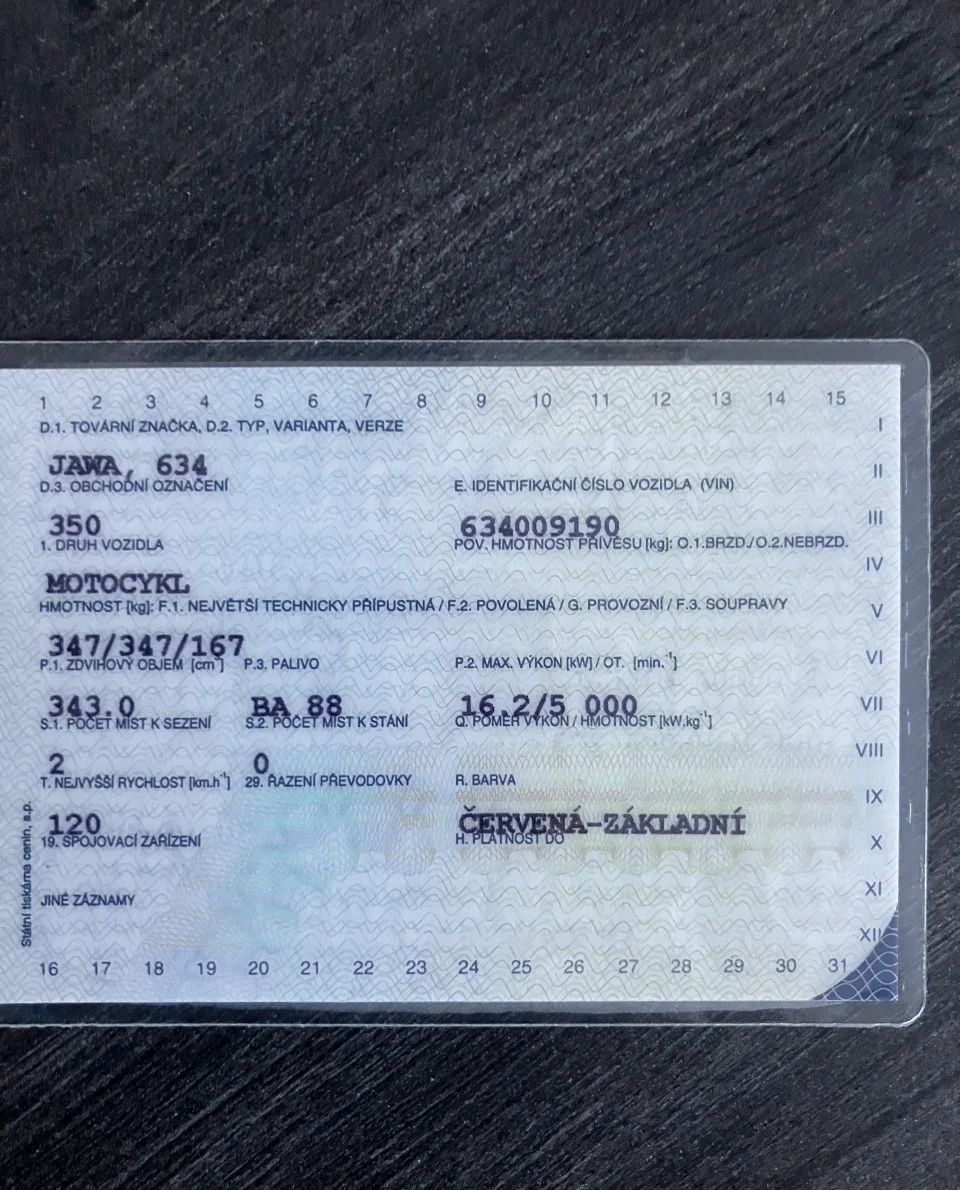 1 2 3 4 5 6 7 8 9 10 11 12 13 14 15
D.1. TOVÁRNÍ ZNAČKA, D.2. TYP, VARIANTA, VERZE I
JAWA, 634
D.3. OBCHODNÍ OZNAČENÍ E. IDENTIFIKAČNÍ ČÍSLO VOZIDLA (VIN) II
350 634009190 III
1. DRUH VOZIDLA POV. HMOTNOST PŘÍVĚSU [kg]: O.1.BRZD./O.2.NEBRZD.
IV
MOTOCYKL
HMOTNOST [kg]: F.1. NEJVĚTŠÍ TECHNICKY PŘÍPUSTNÁ / F.2. POVOLENÁ / G. PROVOZNÍ / F.3. SOUPRAVY V
347/347/167
P.1. ZDVIHOVÝ OBJEM [cm³] P.3. PALIVO P.2. MAX. VÝKON [kW] / OT. [min.⁻¹] VI
343.0 BA 88 16.2/5 000 VII
S.1. POČET MÍST K SEZENÍ S.2. POČET MÍST K STÁNÍ Q. POMĚR VÝKON / HMOTNOST [kW.kg⁻¹]
VIII
2 0
T. NEJVYŠŠÍ RYCHLOST [km.h⁻¹] 29. ŘAZENÍ PŘEVODOVKY R. BARVA
IX
120 ČERVENÁ-ZÁKLADNÍ
19. SPOJOVACÍ ZAŘÍZENÍ H. PLATNOST DO X
-
XI
JINÉ ZÁZNAMY
XII
16 17 18 19 20 21 22 23 24 25 26 27 28 29 30 31
Státní tiskárna cenin, s.p.